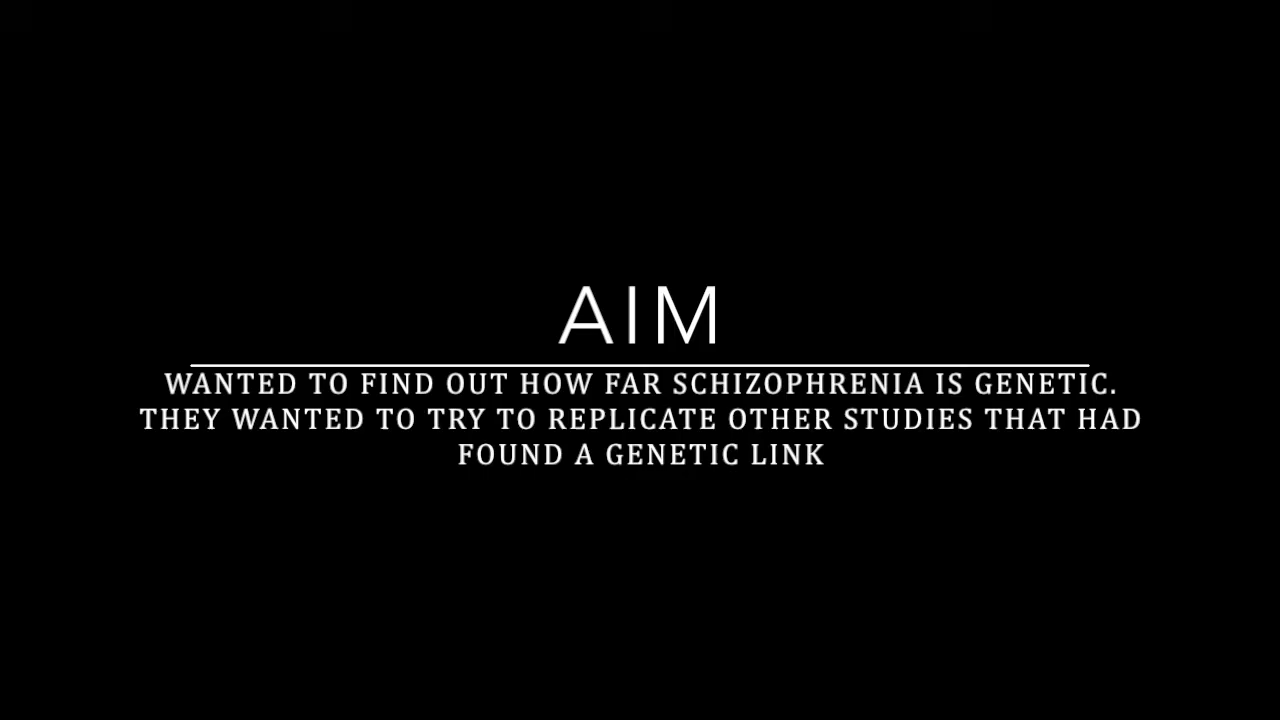 AIM
WANTED TO FIND OUT HOW FAR SCHIZOPHRENIA IS GENETIC.
THEY WANTED TO TRY TO REPLICATE OTHER STUDIES THAT HAD
FOUND A GENETIC LINK